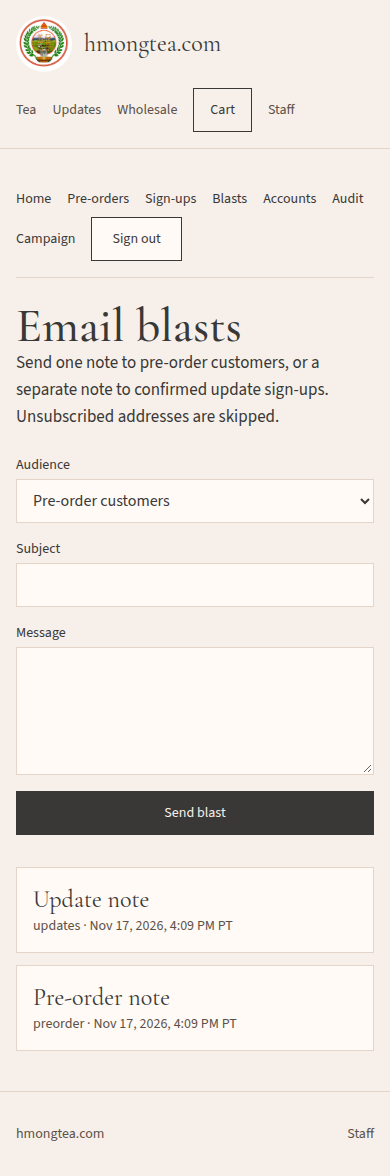 hmongtea.com
Tea Updates Wholesale Cart Staff
Home Pre-orders Sign-ups Blasts Accounts Audit
Campaign Sign out
Email blasts
Send one note to pre-order customers, or a
separate note to confirmed update sign-ups.
Unsubscribed addresses are skipped.
Audience
Pre-order customers
Subject
Message
Send blast
Update note
updates · Nov 17, 2026, 4:09 PM PT
Pre-order note
preorder · Nov 17, 2026, 4:09 PM PT
hmongtea.com Staff